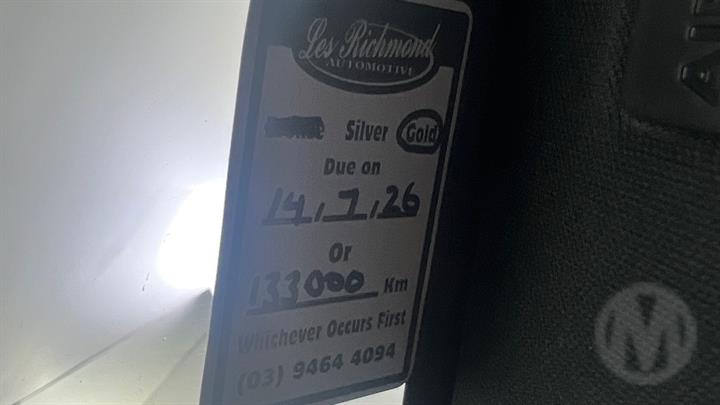 Les Richmond
AUTOMOTIVE
Silver Gold
Due on
14, 7, 26
Or
133000 Km
Whichever Occurs First
(03) 9464 4094
M